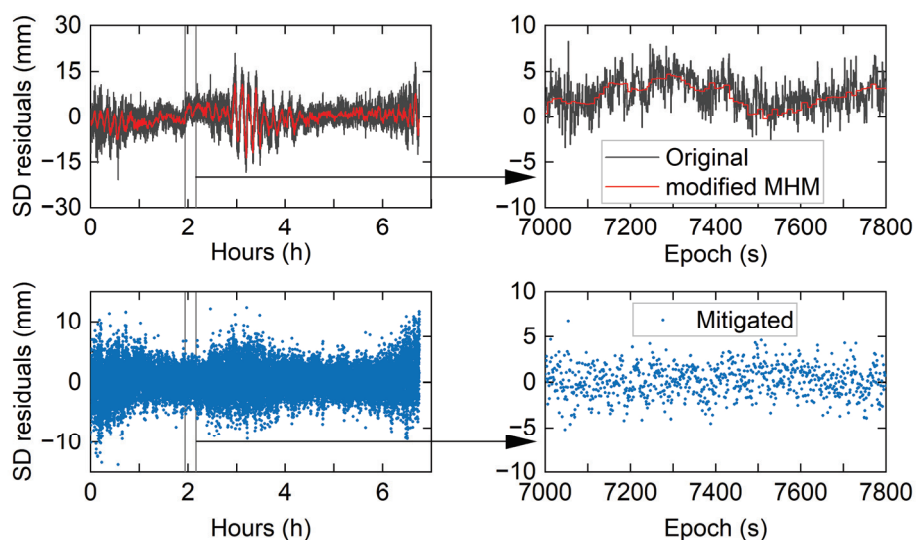 SD residuals (mm)
30
15
0
−15
−30
0 2 4 6
Hours (h)
10
5
0
−5
−10
Original
modified MHM
7000 7200 7400 7600 7800
Epoch (s)
SD residuals (mm)
10
0
−10
0 2 4 6
Hours (h)
10
5
0
−5
−10
Mitigated
7000 7200 7400 7600 7800
Epoch (s)